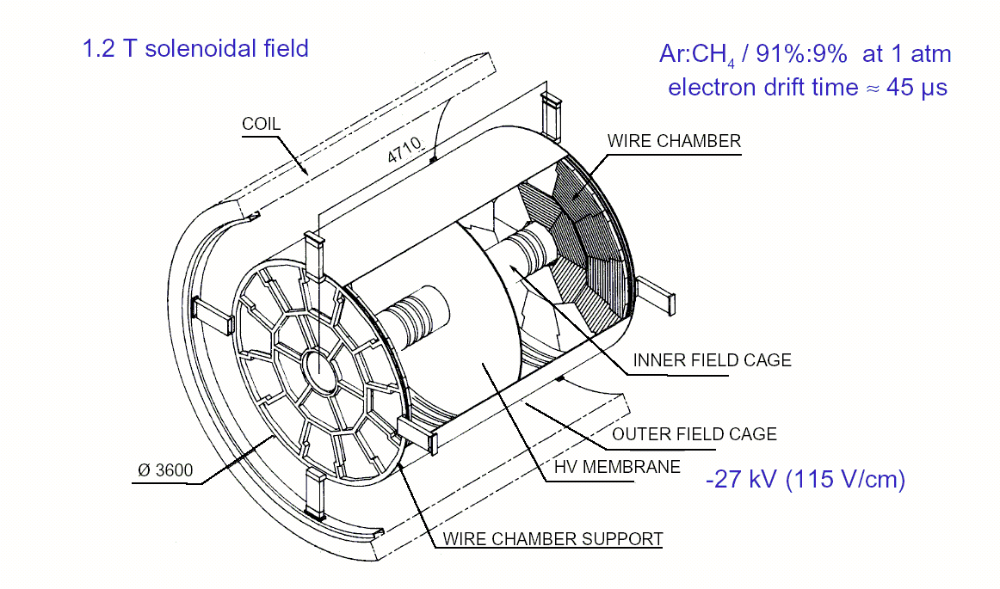 1.2 T solenoidal field
Ar:CH₄ / 91%:9%  at 1 atm
electron drift time ≈ 45 μs
COIL
4710
WIRE CHAMBER
INNER FIELD CAGE
OUTER FIELD CAGE
HV MEMBRANE
-27 kV (115 V/cm)
Ø 3600
WIRE CHAMBER SUPPORT